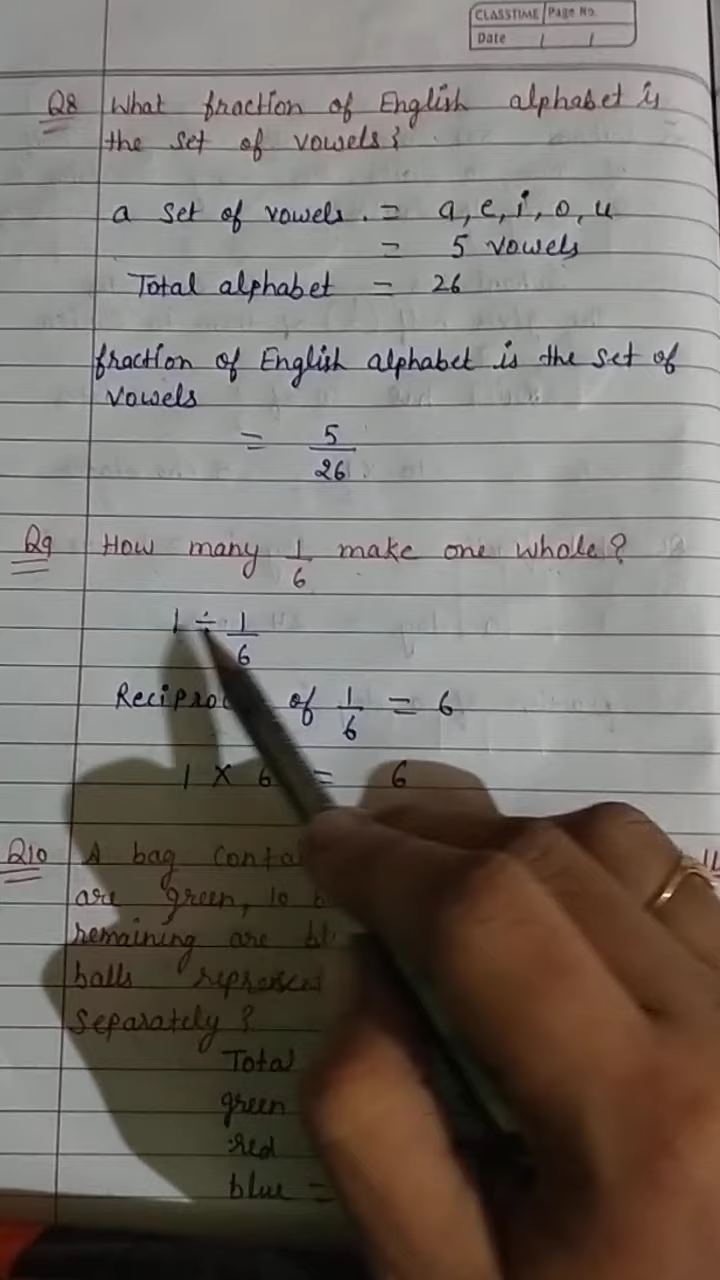 CLASSTIME Page No
Date / /
Q8 What fraction of English alphabet is
the set of vowels?
a set of vowels. = a, e, i, o, u
= 5 vowels
Total alphabet = 26
fraction of English alphabet is the set of
vowels
= 5/26
Q9 How many 1/6 make one whole?
1 ÷ 1/6
of 1/6 = 6
1 x 6 = 6
Q10 A bag
are green, 10
remaining are
balls
separately?
Total
green
red
blue =